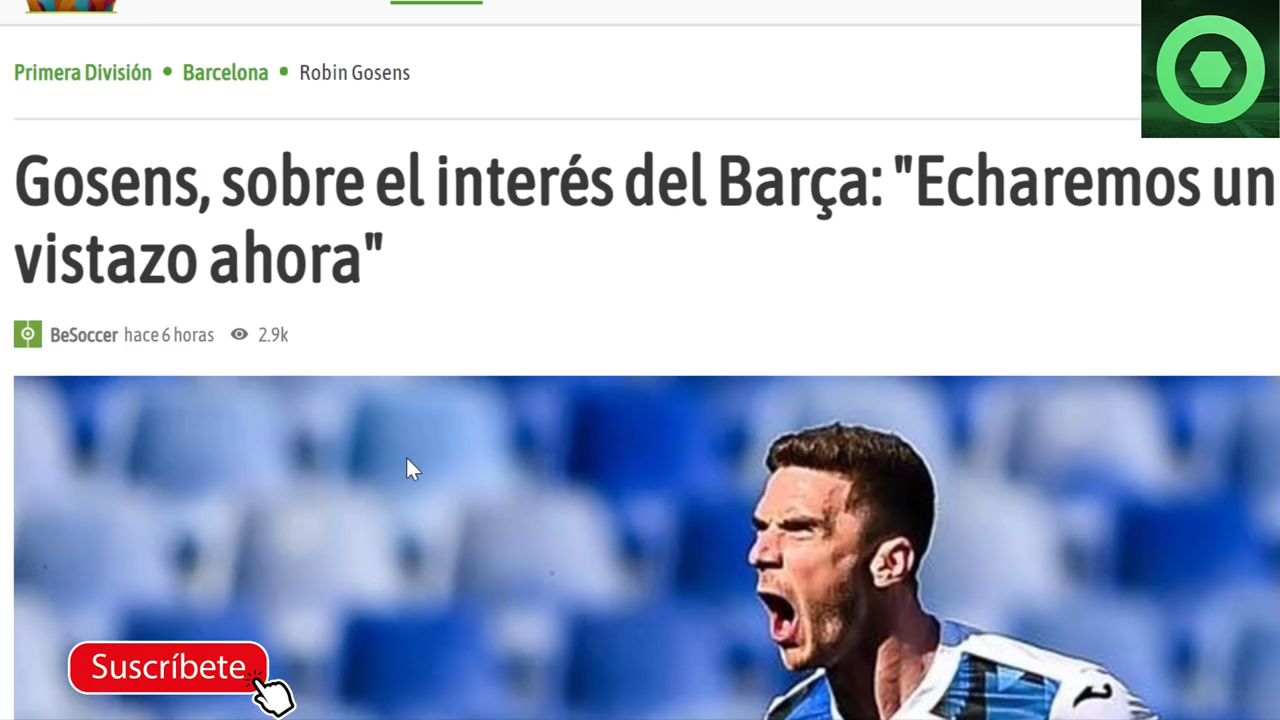 Primera División • Barcelona • Robin Gosens
Gosens, sobre el interés del Barça: "Echaremos un
vistazo ahora"
BeSoccer hace 6 horas 2.9k
Suscríbete